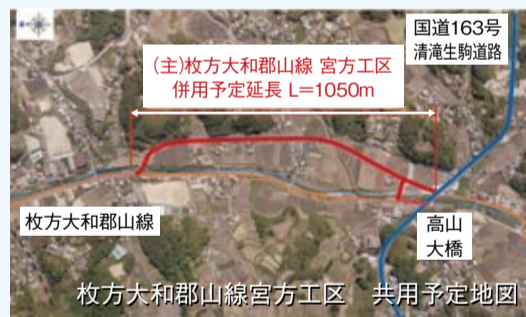 国道163号
清滝生駒道路
(主)枚方大和郡山線 宮方工区
併用予定延長 L=1050m
枚方大和郡山線
高山
大橋
枚方大和郡山線宮方工区 共用予定地図